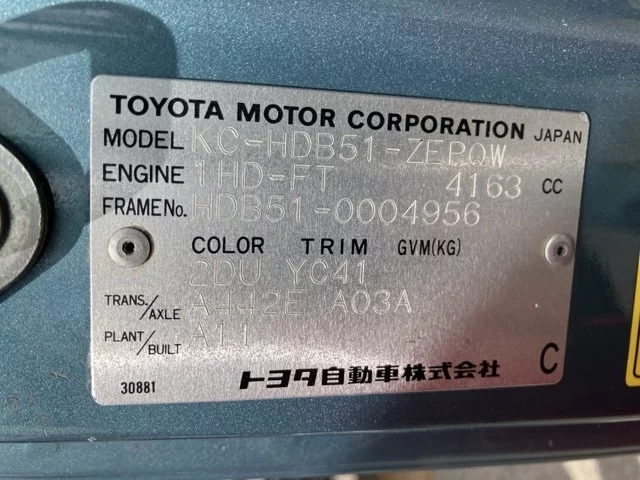 TOYOTA MOTOR CORPORATION JAPAN
MODEL KC-HDB51-ZEPQW
ENGINE 1HD-FT 4163 CC
FRAME No. HDB51-0004956
COLOR TRIM GVM(KG)
2DU YC41
TRANS./AXLE A442E A03A
PLANT/BUILT A11 -
30881 トヨタ自動車株式会社 C